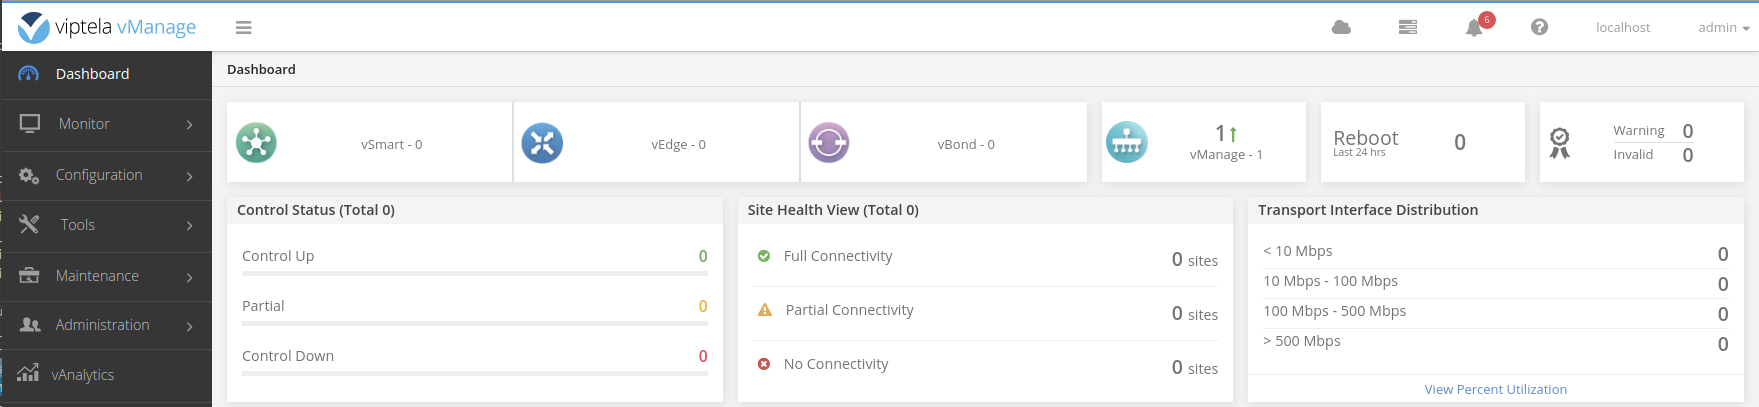 viptela vManage
6
localhost
admin
Dashboard
Monitor
Configuration
Tools
Maintenance
Administration
vAnalytics
Dashboard
vSmart - 0
vEdge - 0
vBond - 0
1
vManage - 1
Reboot
Last 24 hrs
0
Warning 0
Invalid 0
Control Status (Total 0)
Control Up 0
Partial 0
Control Down 0
Site Health View (Total 0)
Full Connectivity 0 sites
Partial Connectivity 0 sites
No Connectivity 0 sites
Transport Interface Distribution
< 10 Mbps 0
10 Mbps - 100 Mbps 0
100 Mbps - 500 Mbps 0
> 500 Mbps 0
View Percent Utilization